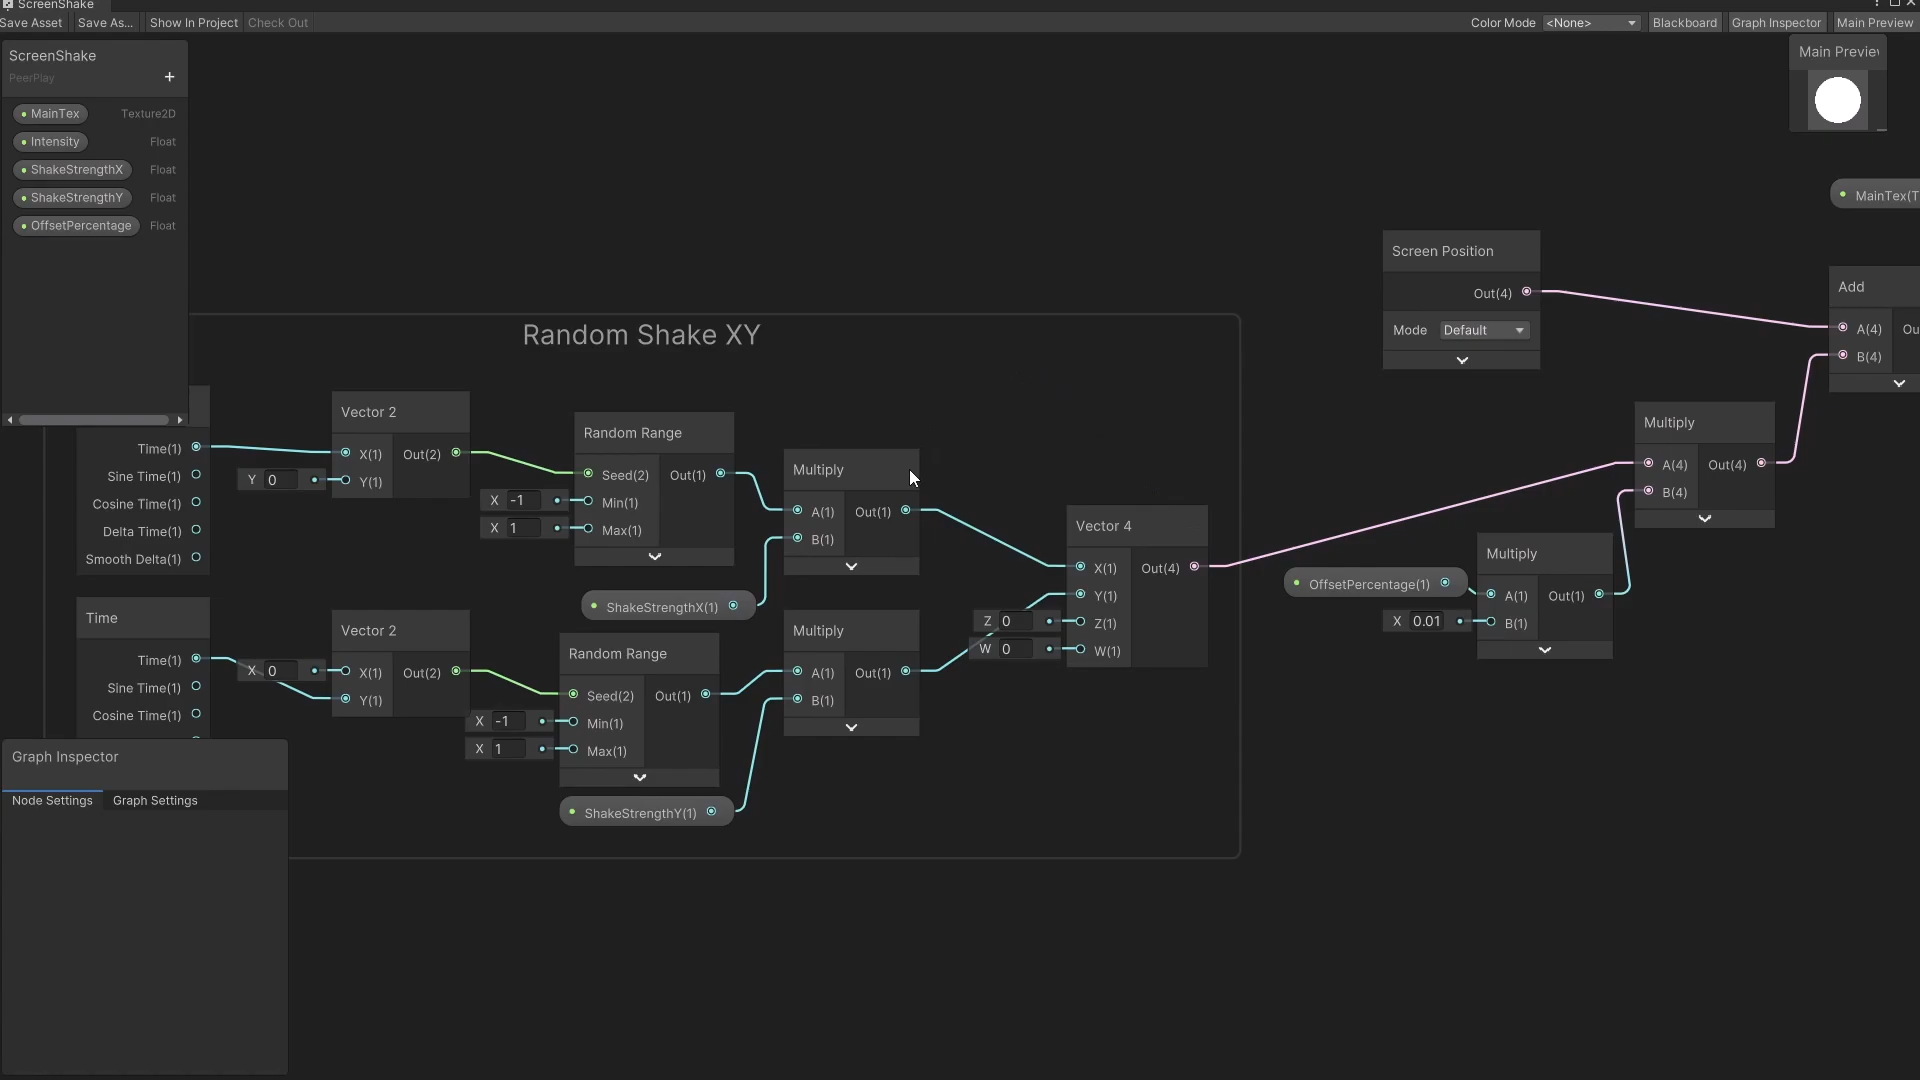 ScreenShake
Save Asset Save As... Show In Project Check Out Color Mode <None> Blackboard Graph Inspector Main Preview
ScreenShake
PeerPlay
+
MainTex Texture2D
Intensity Float
ShakeStrengthX Float
ShakeStrengthY Float
OffsetPercentage Float
Main Preview
MainTex(T
Screen Position
Out(4)
Mode Default
Add
A(4) Ou
B(4)
Random Shake XY
Time(1)
Sine Time(1)
Cosine Time(1)
Delta Time(1)
Smooth Delta(1)
Vector 2
X(1) Out(2)
Y 0 Y(1)
Random Range
Seed(2) Out(1)
X -1 Min(1)
X 1 Max(1)
Multiply
A(1) Out(1)
B(1)
ShakeStrengthX(1)
Time
Time(1)
Sine Time(1)
Cosine Time(1)
Vector 2
X 0 X(1) Out(2)
Y(1)
Random Range
Seed(2) Out(1)
X -1 Min(1)
X 1 Max(1)
ShakeStrengthY(1)
Multiply
A(1) Out(1)
B(1)
Vector 4
X(1) Out(4)
Y(1)
Z 0 Z(1)
W 0 W(1)
Multiply
A(4) Out(4)
B(4)
Multiply
OffsetPercentage(1) A(1) Out(1)
X 0.01 B(1)
Graph Inspector
Node Settings Graph Settings